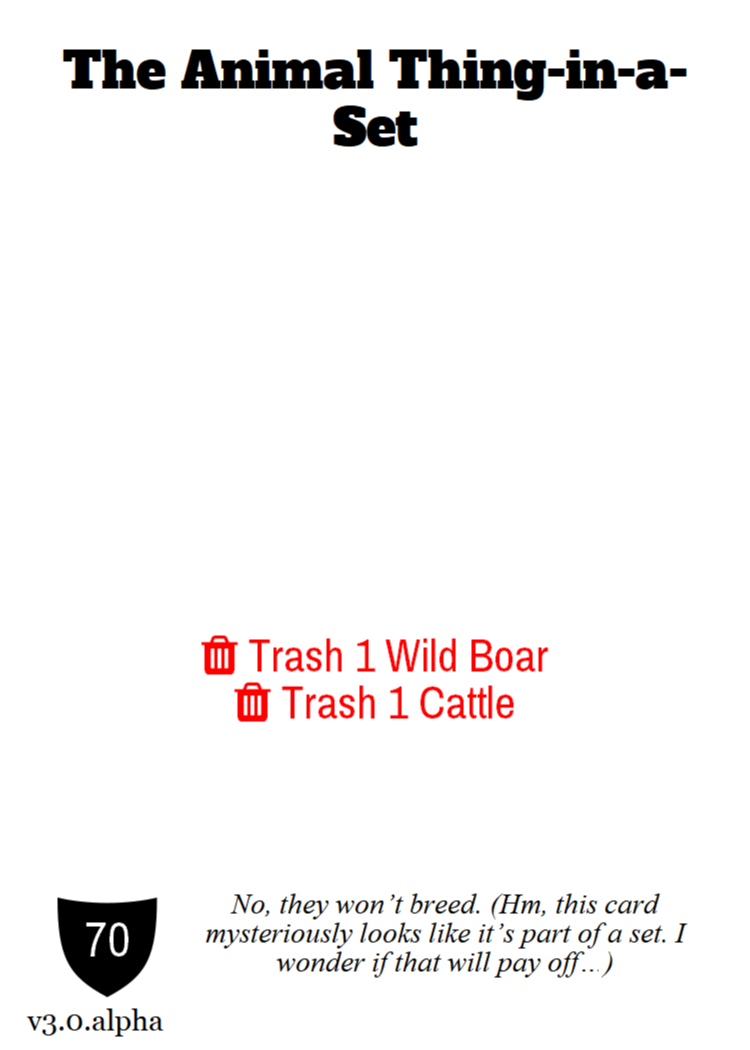 The Animal Thing-in-a-
Set
Trash 1 Wild Boar
Trash 1 Cattle
70
No, they won’t breed. (Hm, this card
mysteriously looks like it’s part of a set. I
wonder if that will pay off…)
v3.0.alpha